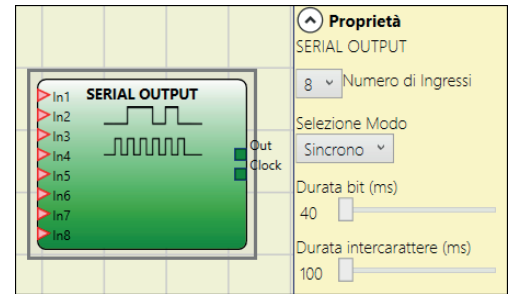 SERIAL OUTPUT
In1
In2
In3
In4
In5
In6
In7
In8
Out
Clock
Proprietà
SERIAL OUTPUT
8 Numero di Ingressi
Selezione Modo
Sincrono
Durata bit (ms)
40
Durata intercarattere (ms)
100